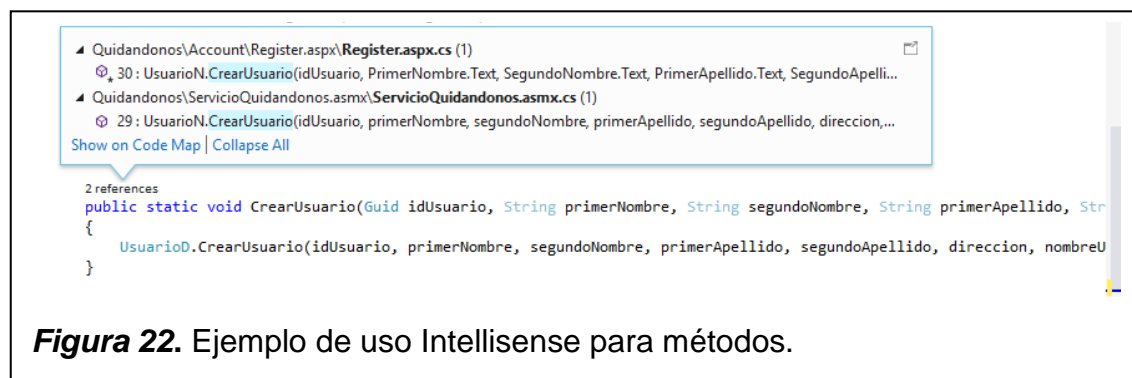 Quidandonos\Account\Register.aspx\Register.aspx.cs (1)
30 : UsuarioN.CrearUsuario(idUsuario, PrimerNombre.Text, SegundoNombre.Text, PrimerApellido.Text, SegundoApelli...
Quidandonos\ServicioQuidandonos.asmx\ServicioQuidandonos.asmx.cs (1)
29 : UsuarioN.CrearUsuario(idUsuario, primerNombre, segundoNombre, primerApellido, segundoApellido, direccion,...
Show on Code Map | Collapse All
2 references
public static void CrearUsuario(Guid idUsuario, String primerNombre, String segundoNombre, String primerApellido, Str
{
UsuarioD.CrearUsuario(idUsuario, primerNombre, segundoNombre, primerApellido, segundoApellido, direccion, nombreU
}
Figura 22. Ejemplo de uso Intellisense para métodos.